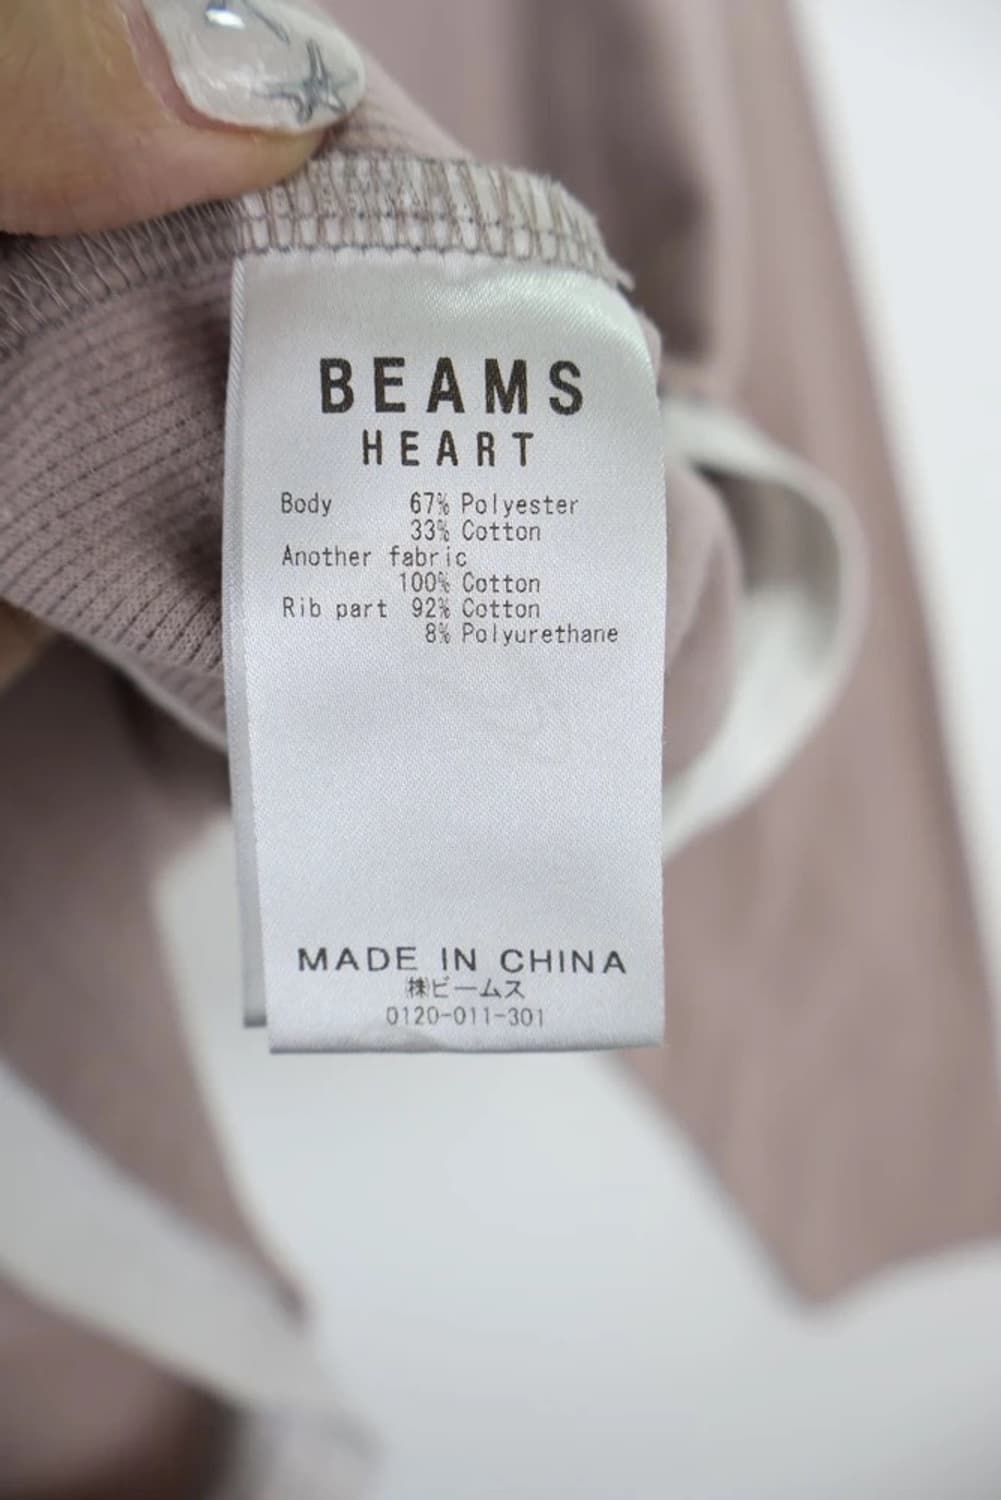 BEAMS
HEART
Body 67% Polyester
33% Cotton
Another fabric
100% Cotton
Rib part 92% Cotton
8% Polyurethane
MADE IN CHINA
㈱ビームス
0120-011-301